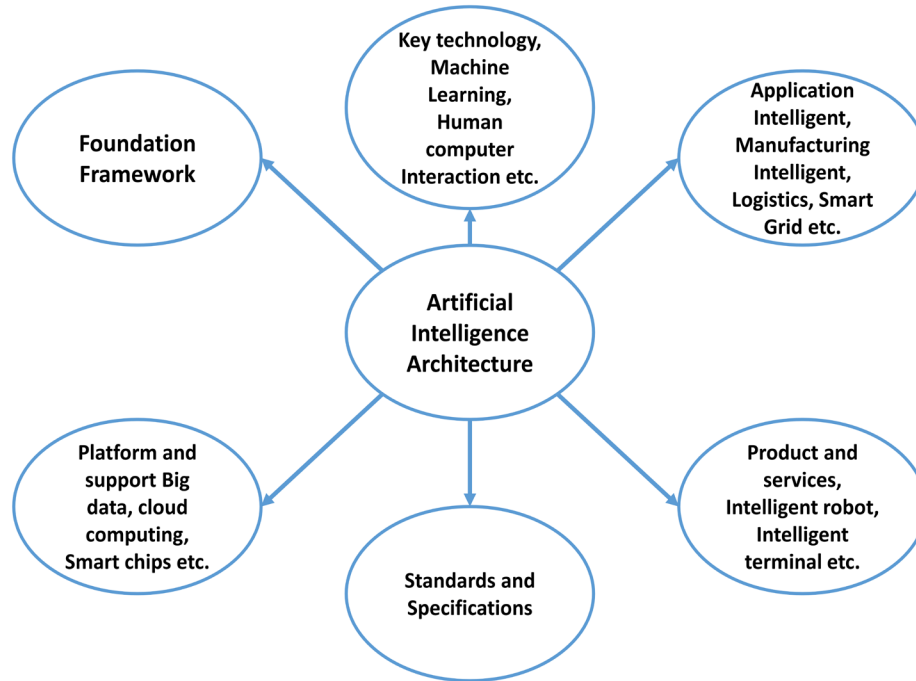 Foundation
Framework
Key technology,
Machine
Learning,
Human
computer
Interaction etc.
Application
Intelligent,
Manufacturing
Intelligent,
Logistics, Smart
Grid etc.
Artificial
Intelligence
Architecture
Platform and
support Big
data, cloud
computing,
Smart chips etc.
Standards and
Specifications
Product and
services,
Intelligent robot,
Intelligent
terminal etc.